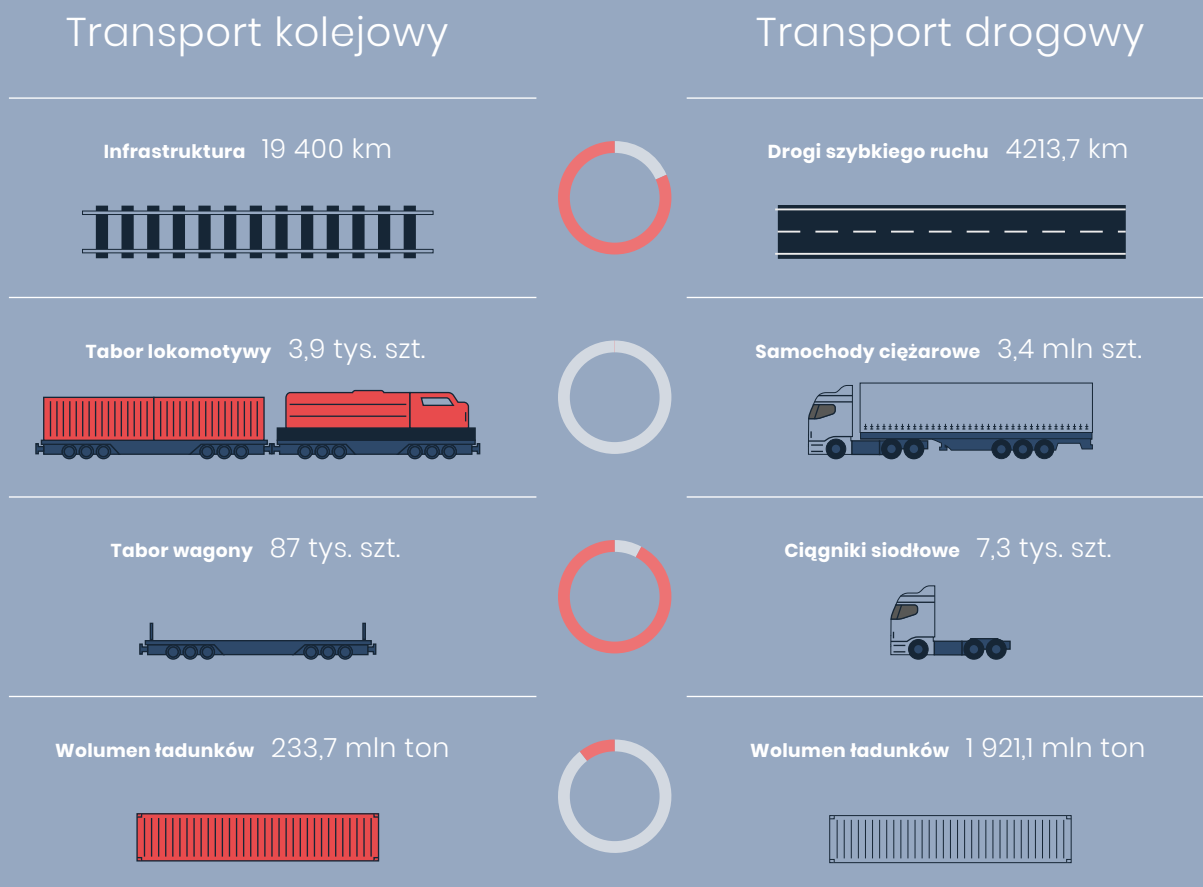 Transport kolejowy
Transport drogowy
Infrastruktura 19 400 km
Drogi szybkiego ruchu 4213,7 km
Tabor lokomotywy 3,9 tys. szt.
Samochody ciężarowe 3,4 mln szt.
Tabor wagony 87 tys. szt.
Ciągniki siodłowe 7,3 tys. szt.
Wolumen ładunków 233,7 mln ton
Wolumen ładunków 1 921,1 mln ton